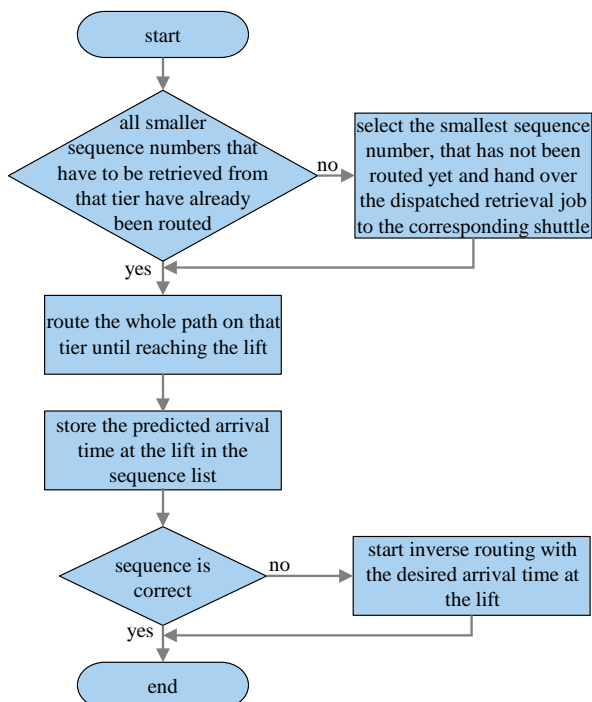 start
all smaller
sequence numbers that
have to be retrieved from
that tier have already
been routed
no
select the smallest sequence
number, that has not been
routed yet and hand over
the dispatched retrieval job
to the corresponding shuttle
yes
route the whole path on that
tier until reaching the lift
store the predicted arrival
time at the lift in the
sequence list
sequence is
correct
no
start inverse routing with
the desired arrival time at
the lift
yes
end